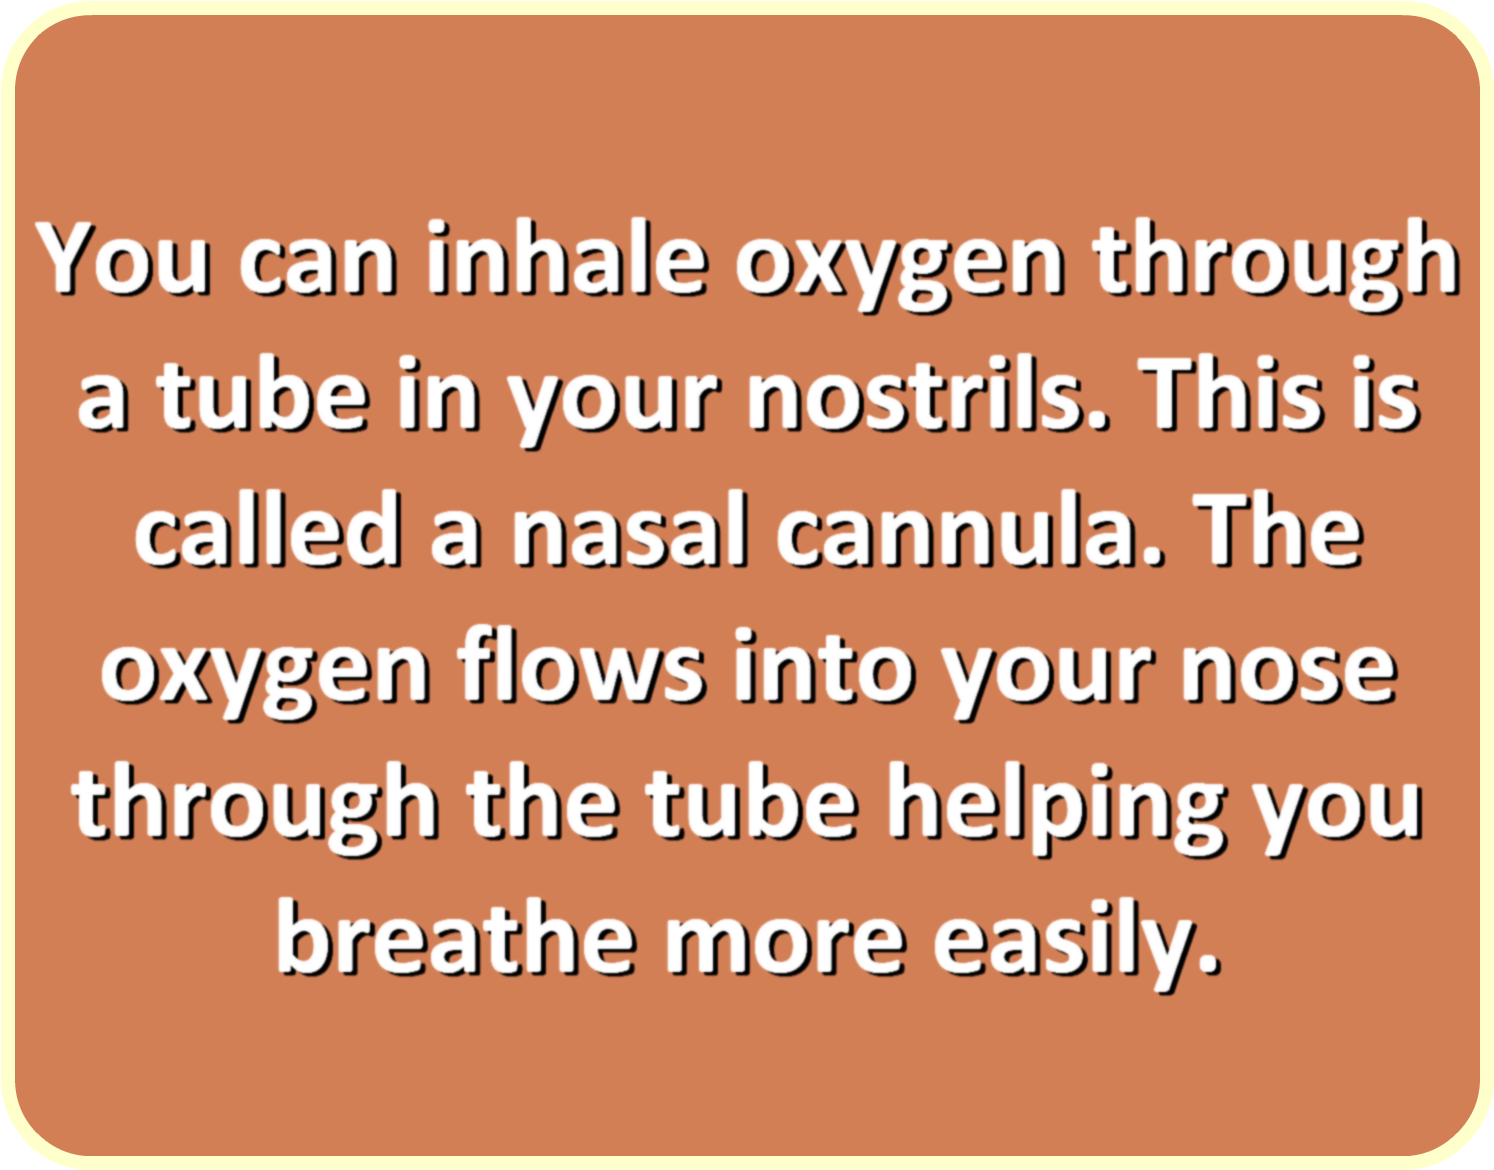 You can inhale oxygen through
a tube in your nostrils. This is
called a nasal cannula. The
oxygen flows into your nose
through the tube helping you
breathe more easily.